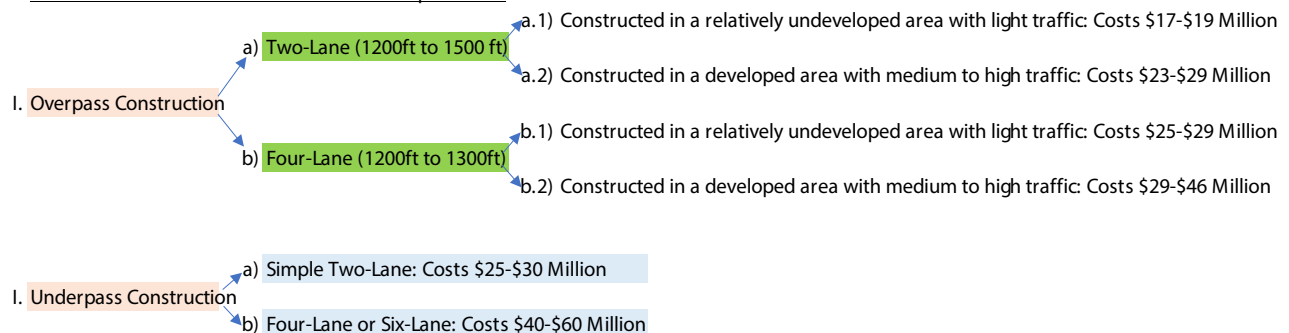 a.1) Constructed in a relatively undeveloped area with light traffic: Costs $17-$19 Million
a) Two-Lane (1200ft to 1500 ft)
a.2) Constructed in a developed area with medium to high traffic: Costs $23-$29 Million
I. Overpass Construction
b.1) Constructed in a relatively undeveloped area with light traffic: Costs $25-$29 Million
b) Four-Lane (1200ft to 1300ft)
b.2) Constructed in a developed area with medium to high traffic: Costs $29-$46 Million
a) Simple Two-Lane: Costs $25-$30 Million
I. Underpass Construction
b) Four-Lane or Six-Lane: Costs $40-$60 Million